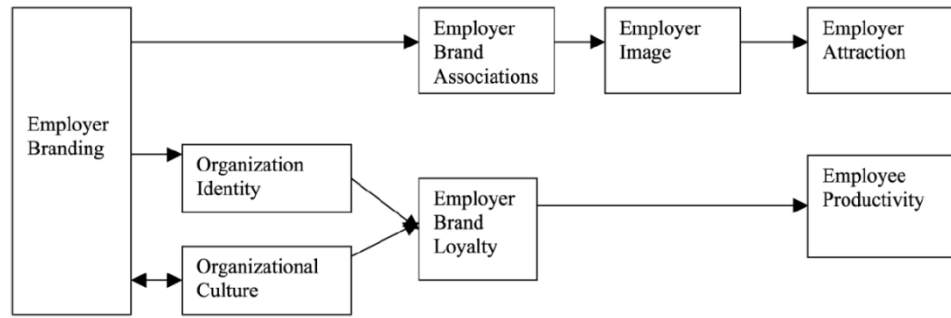 Employer
Branding
Employer
Brand
Associations
Employer
Image
Employer
Attraction
Organization
Identity
Organizational
Culture
Employer
Brand
Loyalty
Employee
Productivity